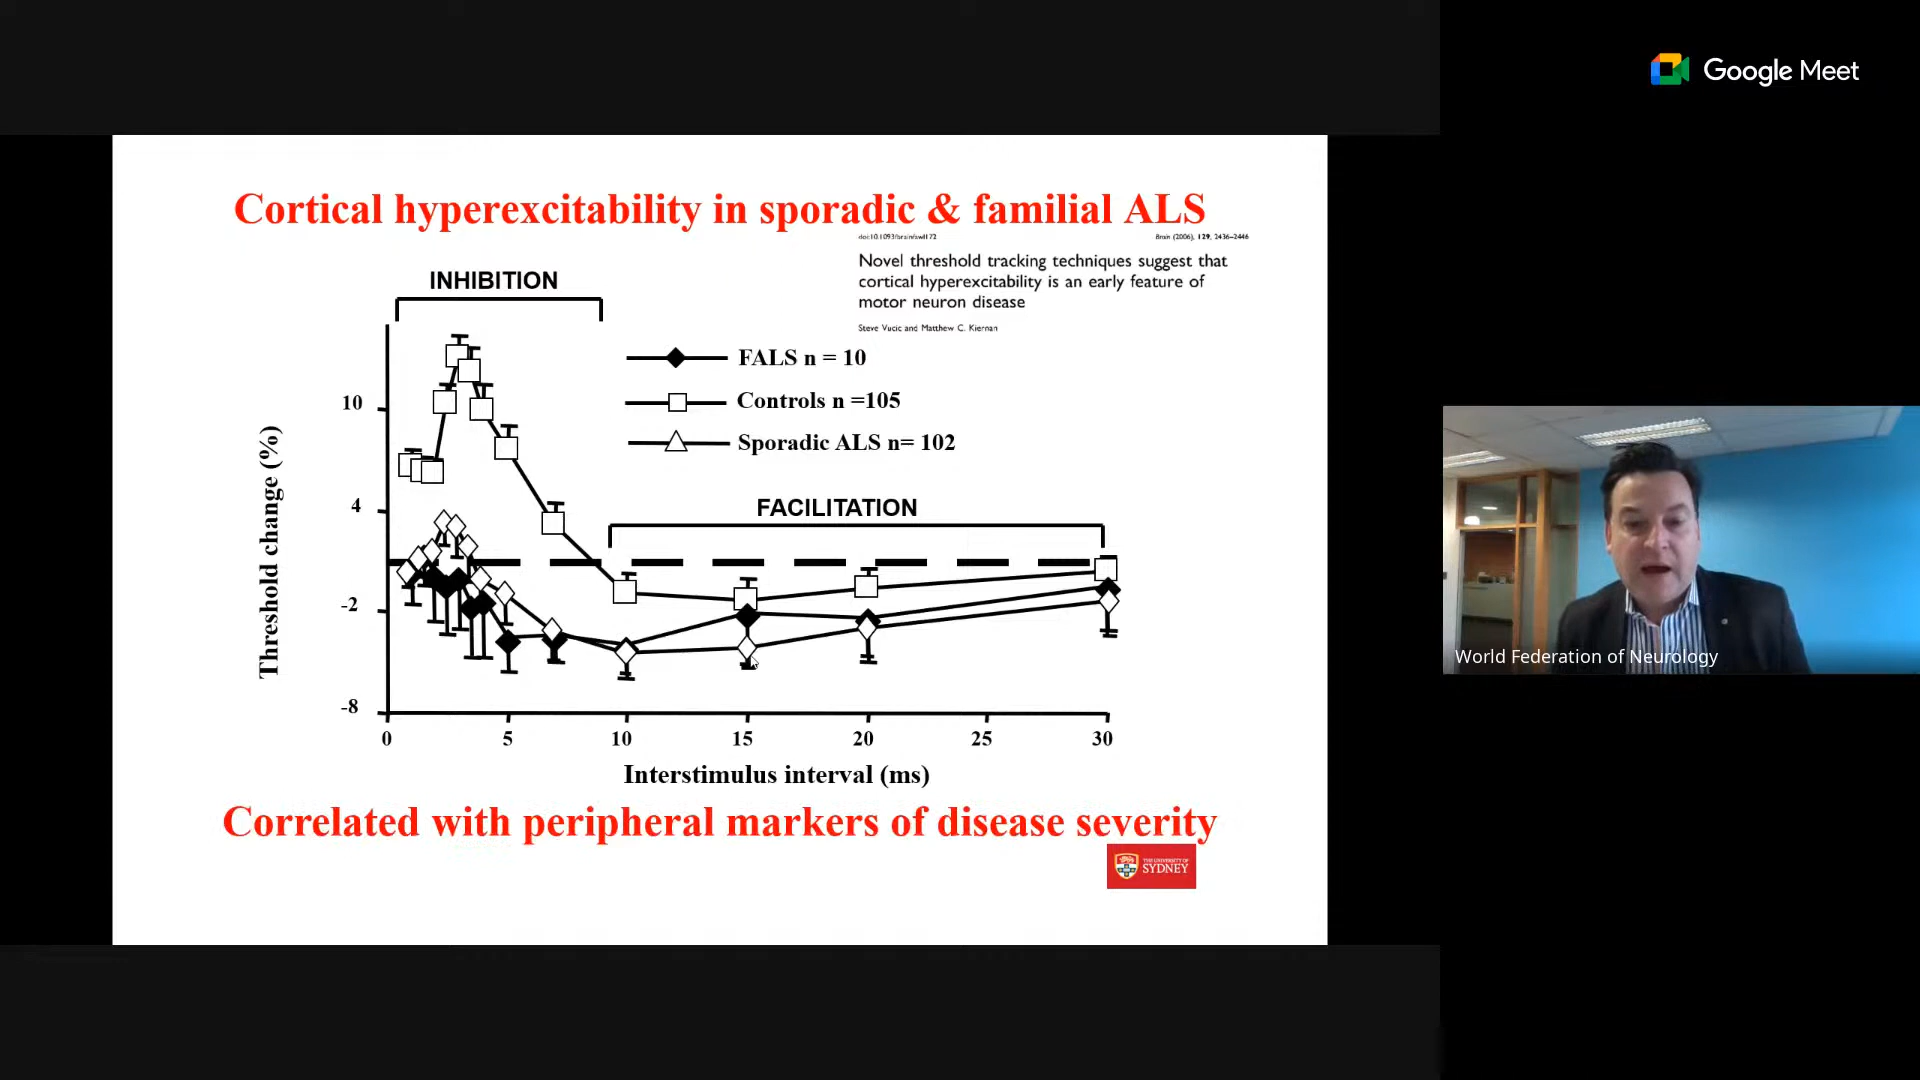 Google Meet
Cortical hyperexcitability in sporadic & familial ALS
doi:10.1093/brain/awl172
Brain (2006), 129, 2436–2446
Novel threshold tracking techniques suggest that
cortical hyperexcitability is an early feature of
motor neuron disease
Steve Vucic and Matthew C. Kiernan
INHIBITION
FALS n = 10
Controls n =105
Sporadic ALS n= 102
FACILITATION
Threshold change (%)
10
4
-2
-8
0 5 10 15 20 25 30
Interstimulus interval (ms)
Correlated with peripheral markers of disease severity
THE UNIVERSITY OF
SYDNEY
World Federation of Neurology